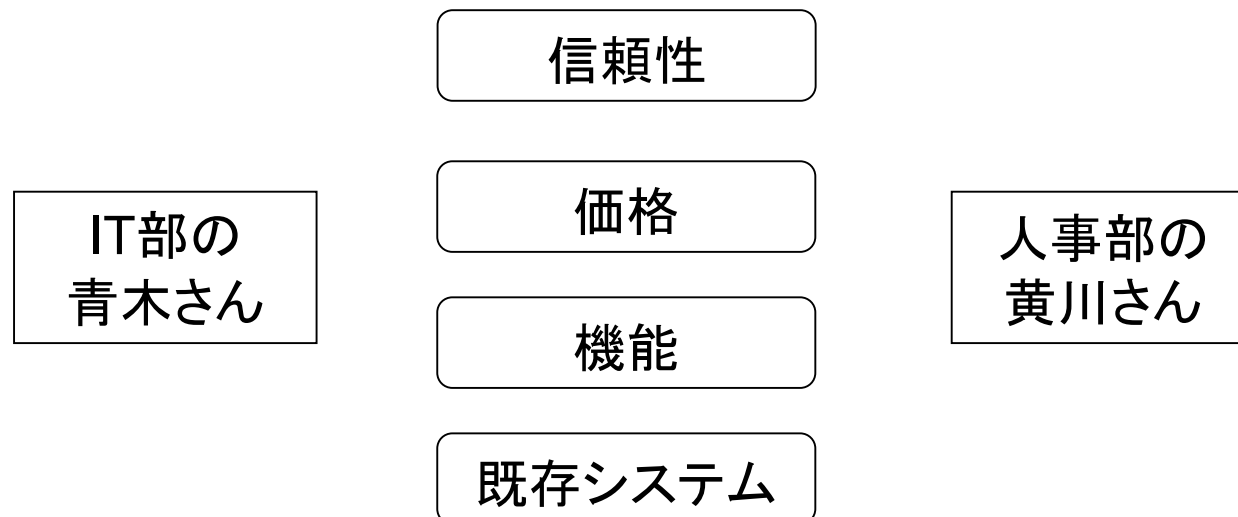 信頼性
価格
IT部の
青木さん
人事部の
黄川さん
機能
既存システム